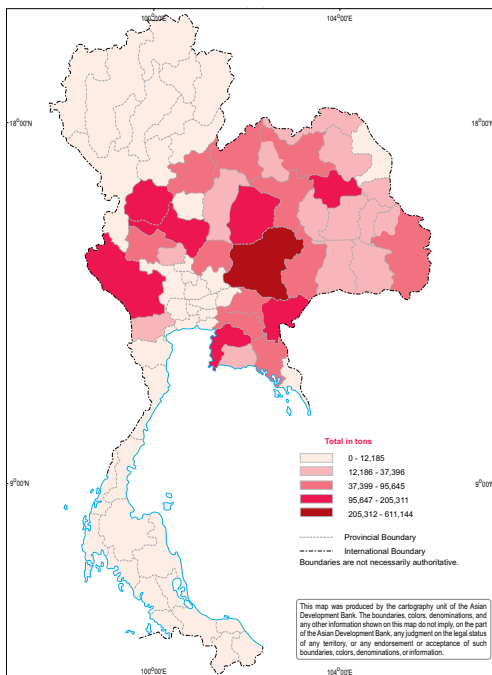 100°00'E 104°00'E
18°00'N 18°00'N
9°00'N 9°00'N
Total in tons
0 - 12,185
12,186 - 37,396
37,399 - 95,645
95,647 - 205,311
205,312 - 611,144
Provincial Boundary
International Boundary
Boundaries are not necessarily authoritative.
This map was produced by the cartography unit of the Asian
Development Bank. The boundaries, colors, denominations, and
any other information shown on this map do not imply, on the part
of the Asian Development Bank, any judgment on the legal status
of any territory, or any endorsement or acceptance of such
boundaries, colors, denominations, or information.
100°00'E 104°00'E